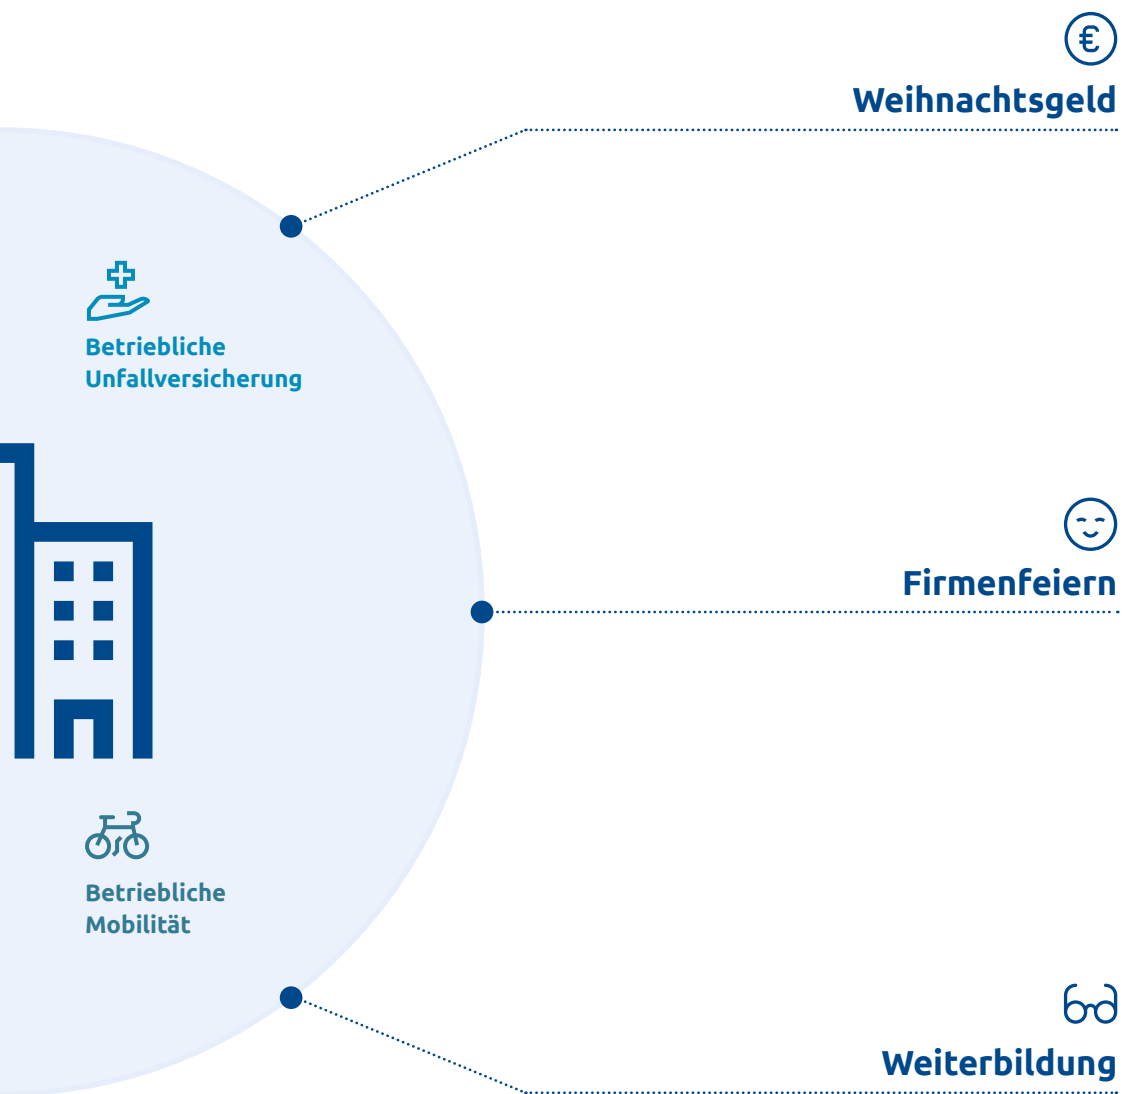 Weihnachtsgeld
Betriebliche
Unfallversicherung
Firmenfeiern
Betriebliche
Mobilität
Weiterbildung